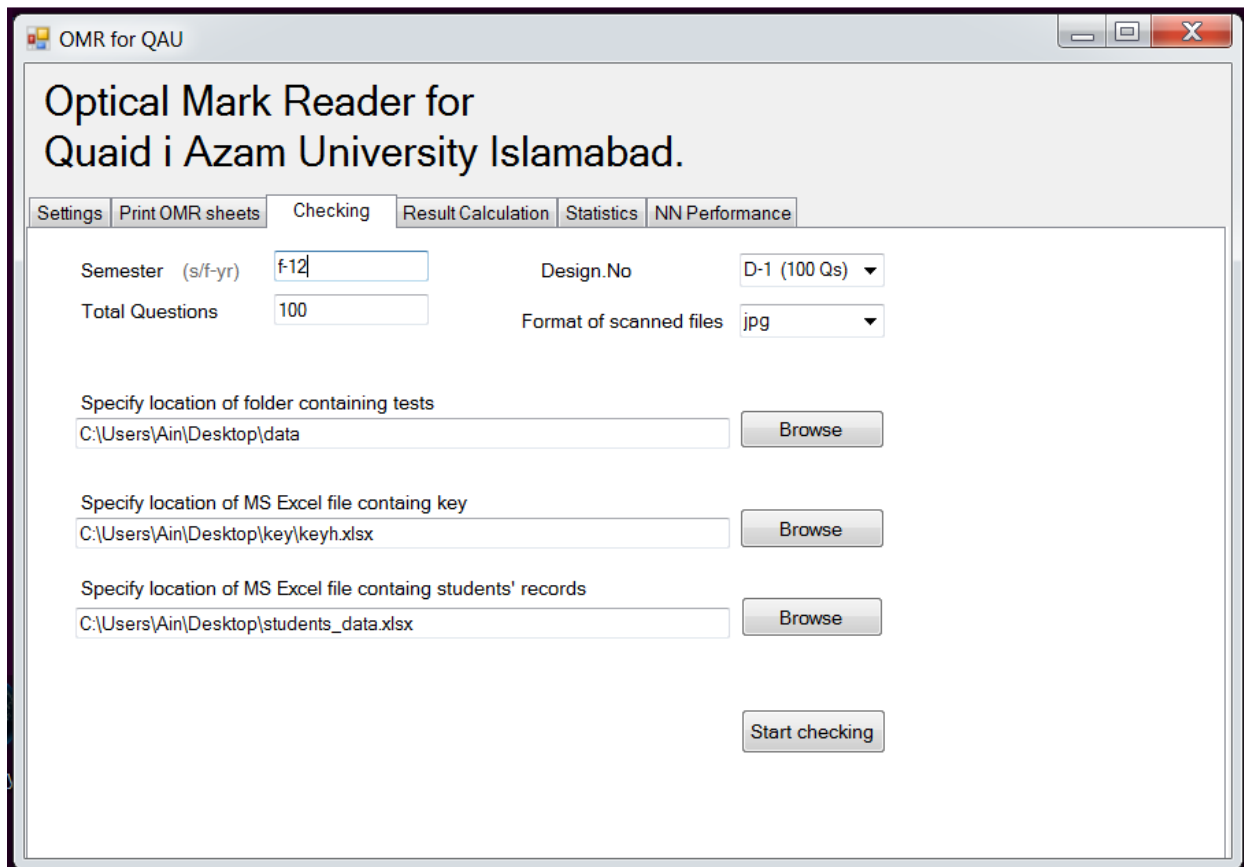 OMR for QAU
Optical Mark Reader for
Quaid i Azam University Islamabad.
Settings Print OMR sheets Checking Result Calculation Statistics NN Performance
Semester (s/f-yr) f-12 Design.No D-1 (100 Qs)
Total Questions 100 Format of scanned files jpg
Specify location of folder containing tests
C:\Users\Ain\Desktop\data Browse
Specify location of MS Excel file containg key
C:\Users\Ain\Desktop\key\keyh.xlsx Browse
Specify location of MS Excel file containg students' records
C:\Users\Ain\Desktop\students_data.xlsx Browse
Start checking